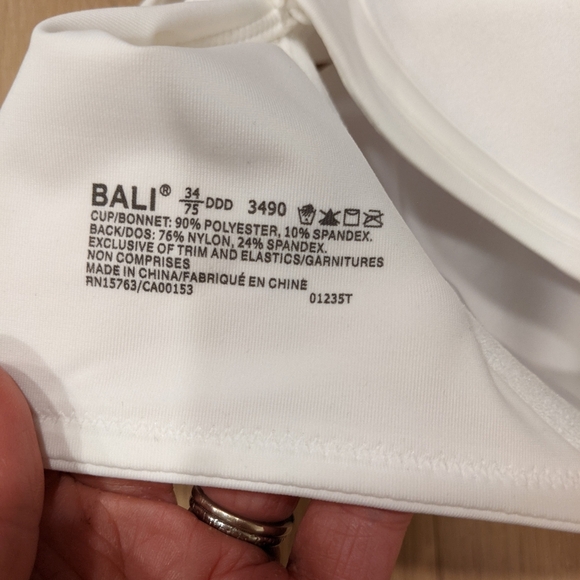 BALI® 34/75 DDD 3490
CUP/BONNET: 90% POLYESTER, 10% SPANDEX.
BACK/DOS: 76% NYLON, 24% SPANDEX.
EXCLUSIVE OF TRIM AND ELASTICS/GARNITURES
NON COMPRISES
MADE IN CHINA/FABRIQUÉ EN CHINE
RN15763/CA00153 01235T